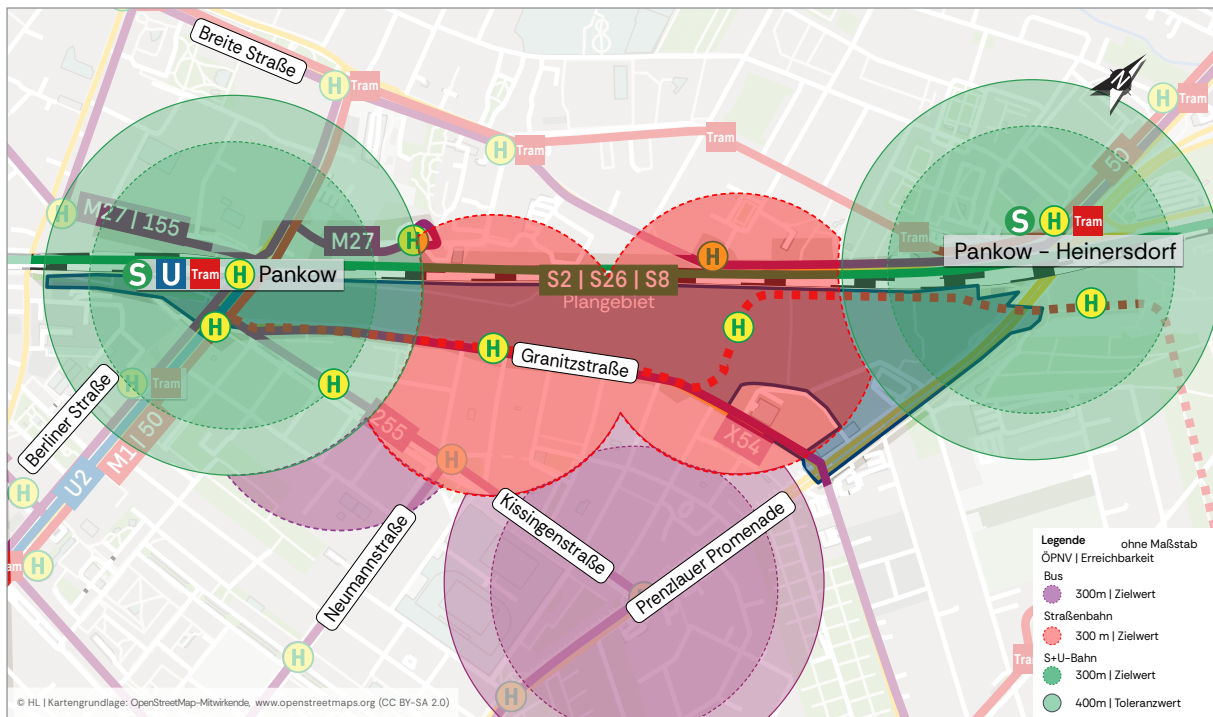 Breite Straße
H
Tram
H
Tram
Tram
N
H
Tram
50
H
M27 | 155
M27
H
H
S H Tram
Tram
Pankow – Heinersdorf
S U Tram H Pankow
S2 | S26 | S8
Plangebiet
H
H
H
H
Granitzstraße
H
Tram
H
Berliner Straße
M1 | 50
U2
255
X54
H
H
H
Kissingenstraße
Neumannstraße
Prenzlauer Promenade
H
H
Legende
ohne Maßstab
ÖPNV | Erreichbarkeit
Bus
300m | Zielwert
Straßenbahn
300 m | Zielwert
S+U-Bahn
300m | Zielwert
400m | Toleranzwert
© HL | Kartengrundlage: OpenStreetMap-Mitwirkende, www.openstreetmaps.org (CC BY-SA 2.0)